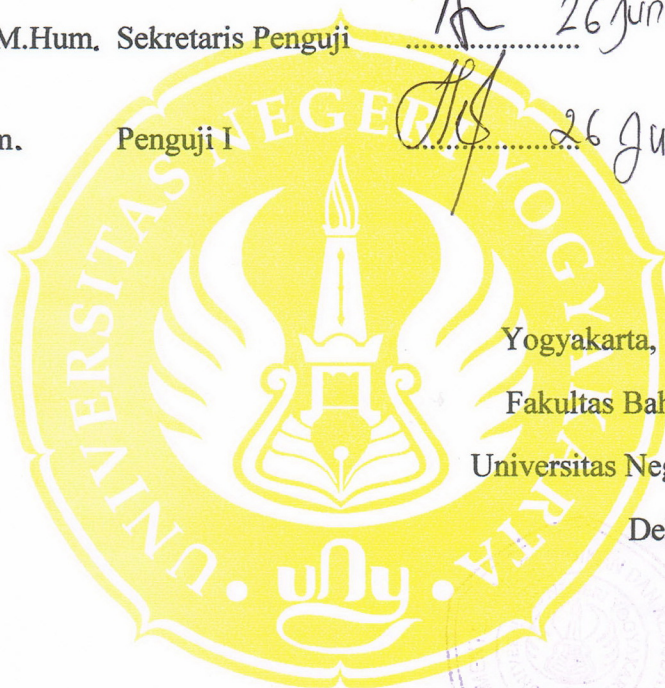 M.Hum. Sekretaris Penguji ............... 26 Jun
m. Penguji I ............... 26 Ju
UNIVERSITAS NEGERI YOGYAKARTA
Yogyakarta,
Fakultas Bah
Universitas Neg
De
uny